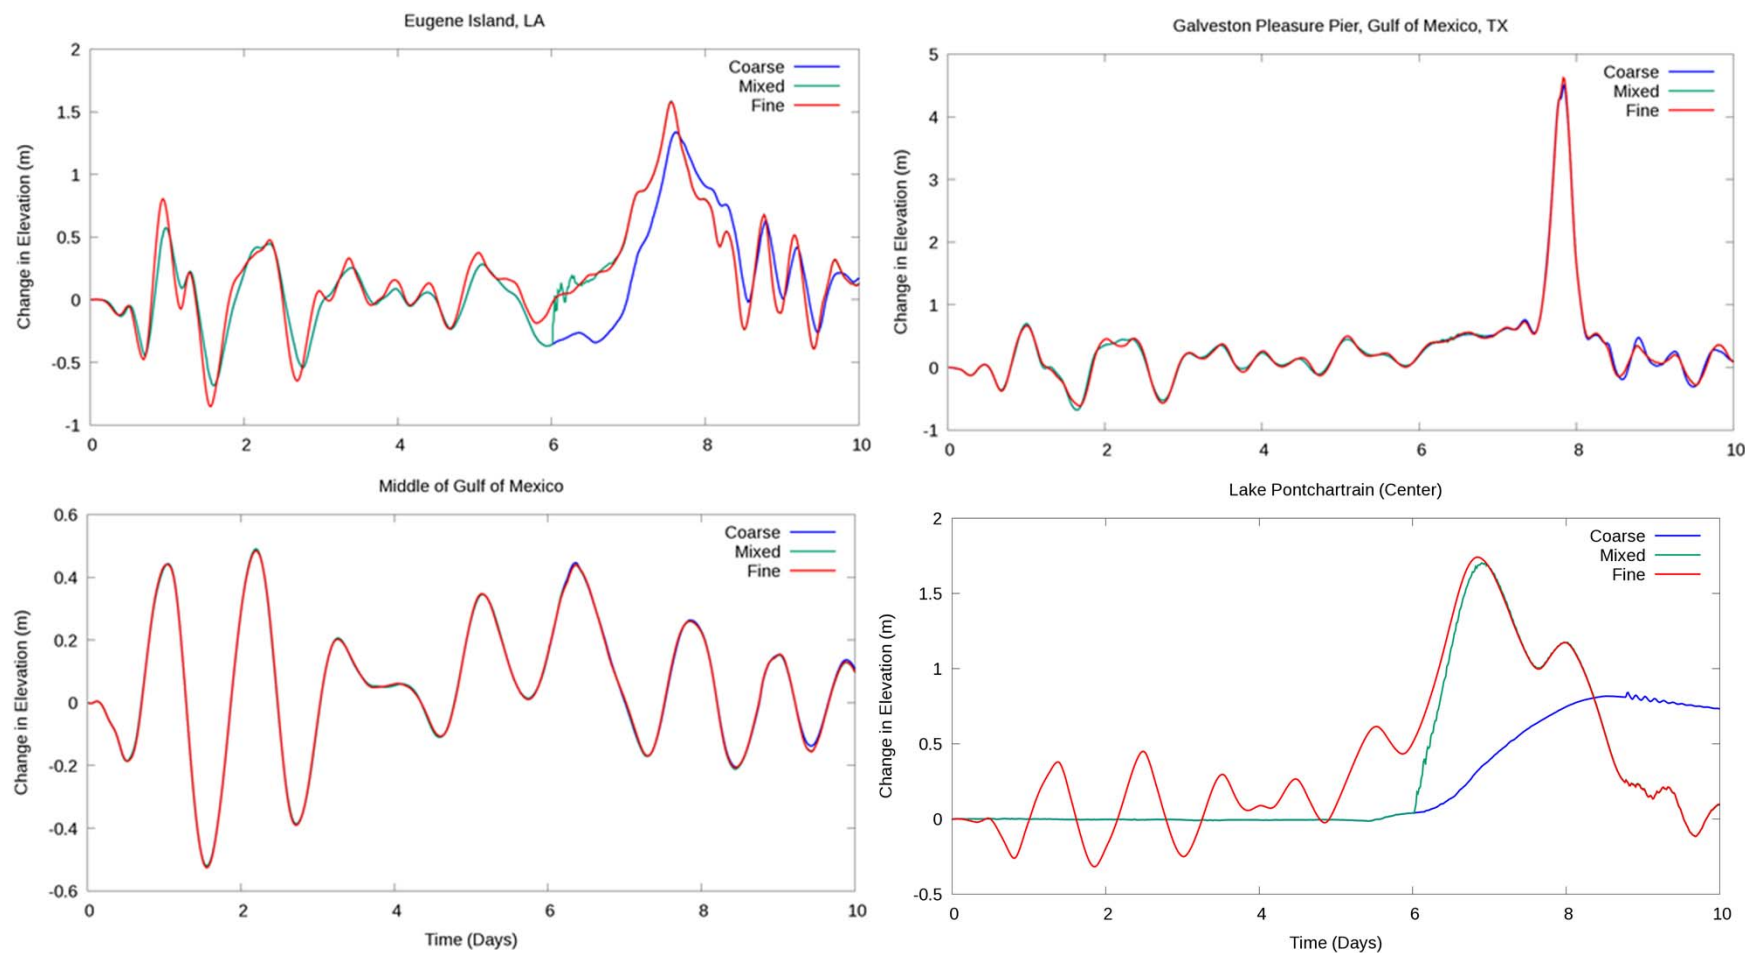 Eugene Island, LA
Change in Elevation (m)
2
1.5
1
0.5
0
-0.5
-1
0 2 4 6 8 10
Coarse
Mixed
Fine
Galveston Pleasure Pier, Gulf of Mexico, TX
Change in Elevation (m)
5
4
3
2
1
0
-1
0 2 4 6 8 10
Coarse
Mixed
Fine
Middle of Gulf of Mexico
Change in Elevation (m)
0.6
0.4
0.2
0
-0.2
-0.4
-0.6
0 2 4 6 8 10
Time (Days)
Coarse
Mixed
Fine
Lake Pontchartrain (Center)
Change in Elevation (m)
2
1.5
1
0.5
0
-0.5
0 2 4 6 8 10
Time (Days)
Coarse
Mixed
Fine